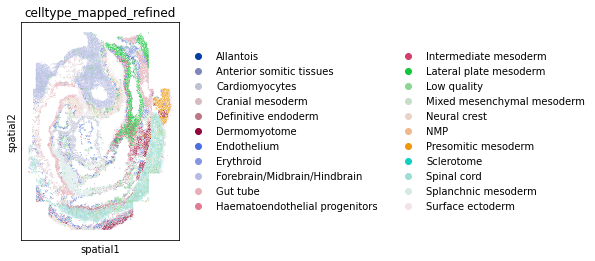 celltype_mapped_refined
spatial2
spatial1
Allantois
Anterior somitic tissues
Cardiomyocytes
Cranial mesoderm
Definitive endoderm
Dermomyotome
Endothelium
Erythroid
Forebrain/Midbrain/Hindbrain
Gut tube
Haematoendothelial progenitors
Intermediate mesoderm
Lateral plate mesoderm
Low quality
Mixed mesenchymal mesoderm
Neural crest
NMP
Presomitic mesoderm
Sclerotome
Spinal cord
Splanchnic mesoderm
Surface ectoderm